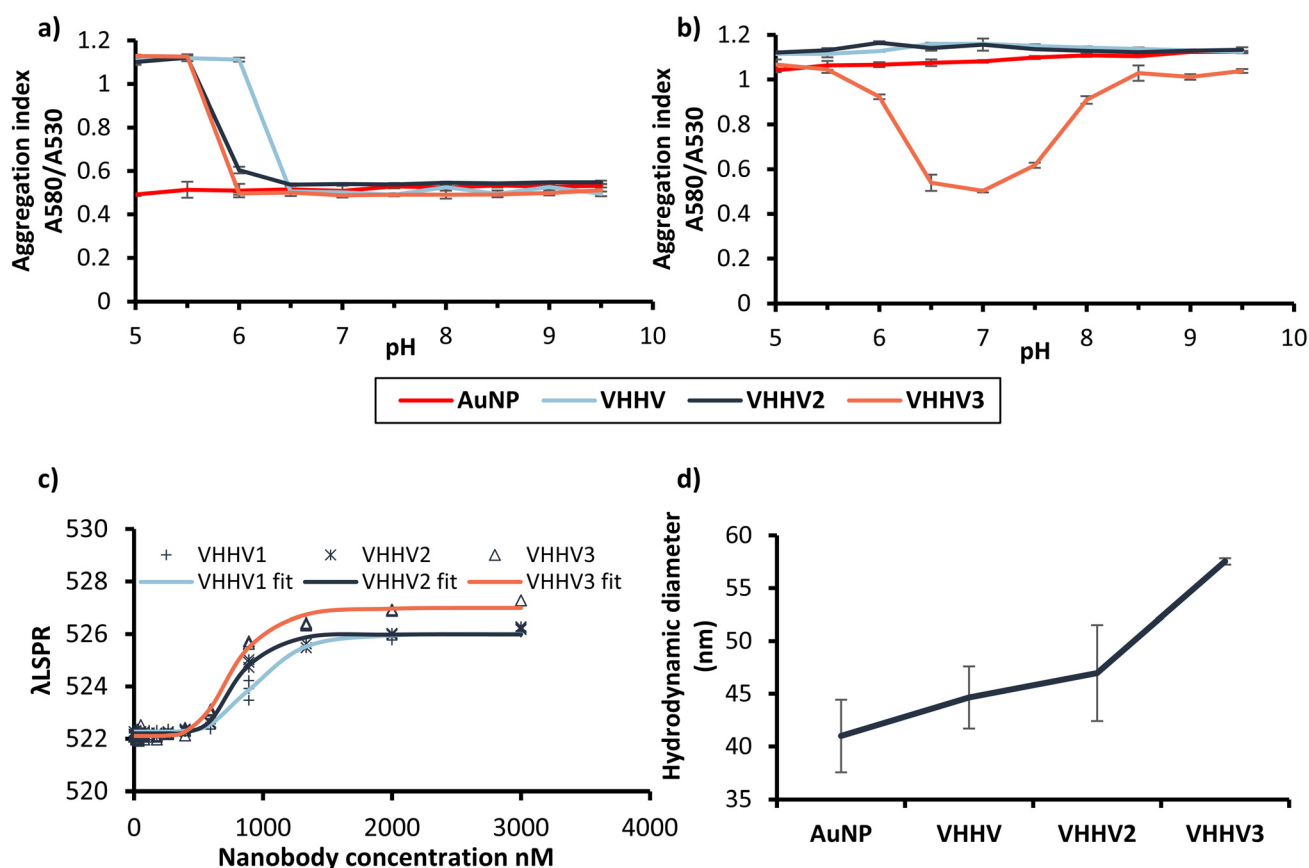 a)
Aggregation index
A580/A530
1.2
1
0.8
0.6
0.4
0.2
0
5 6 7 8 9 10
pH
b)
Aggregation index
A580/A530
1.2
1
0.8
0.6
0.4
0.2
0
5 6 7 8 9 10
pH
AuNP VHHV VHHV2 VHHV3
c)
λLSPR
530
528
526
524
522
520
VHHV1 VHHV2 VHHV3
VHHV1 fit VHHV2 fit VHHV3 fit
0 1000 2000 3000 4000
Nanobody concentration nM
d)
Hydrodynamic diameter
(nm)
60
55
50
45
40
35
AuNP VHHV VHHV2 VHHV3